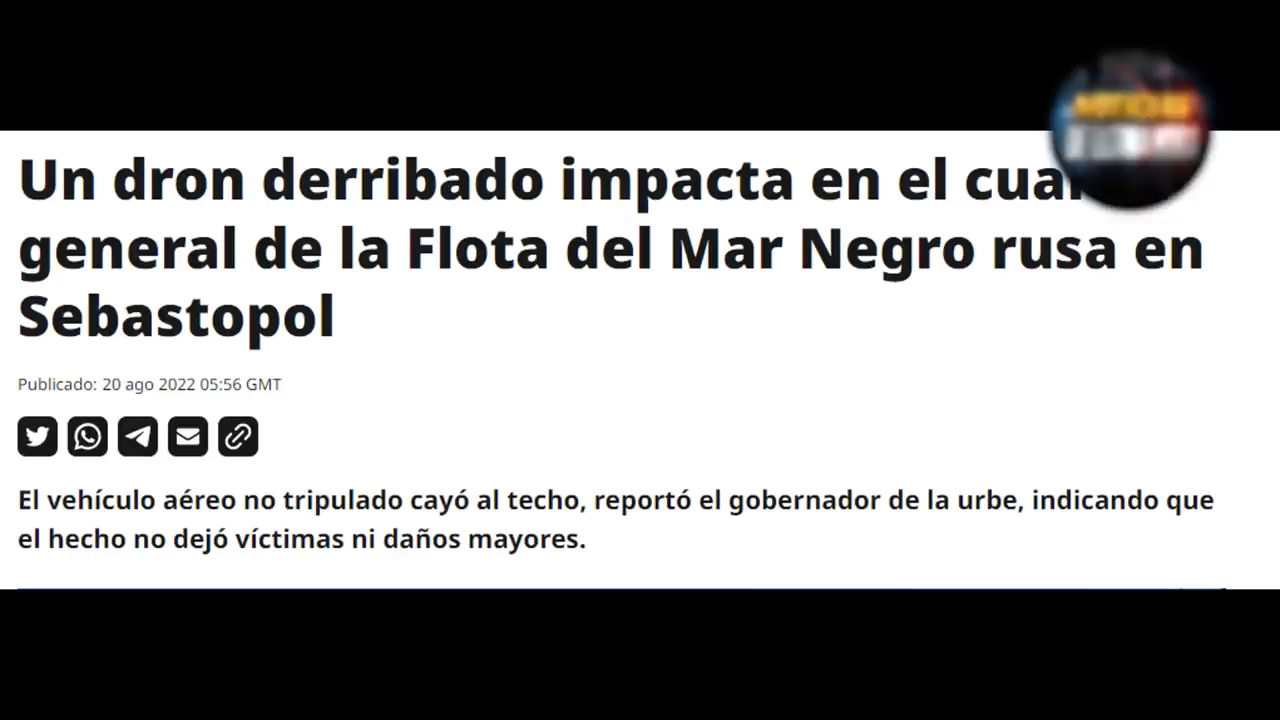 Un dron derribado impacta en el
general de la Flota del Mar Negro rusa en
Sebastopol
Publicado: 20 ago 2022 05:56 GMT
El vehículo aéreo no tripulado cayó al techo, reportó el gobernador de la urbe, indicando que
el hecho no dejó víctimas ni daños mayores.